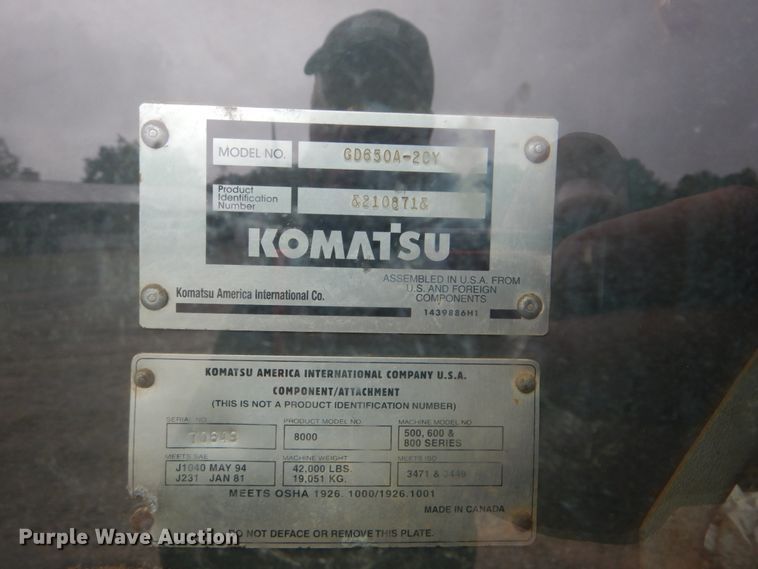 MODEL NO. GD650A-2CY
Product Identification Number &210871&
KOMATSU
Komatsu America International Co.
ASSEMBLED IN U.S.A. FROM
U.S. AND FOREIGN
COMPONENTS
1439886H1
KOMATSU AMERICA INTERNATIONAL COMPANY U.S.A.
COMPONENT/ATTACHMENT
(THIS IS NOT A PRODUCT IDENTIFICATION NUMBER)
SERIAL NO PRODUCT MODEL NO. MACHINE MODEL NO
8000 500, 600 &
800 SERIES
MEETS SAE MACHINE WEIGHT MEETS ISO
J1040 MAY 94 42,000 LBS. 3471 & 3449
J231 JAN 81 19,051 KG.
MEETS OSHA 1926. 1000/1926.1001
MADE IN CANADA
DO NOT DEFACE OR REMOVE THIS PLATE.
Purple Wave Auction